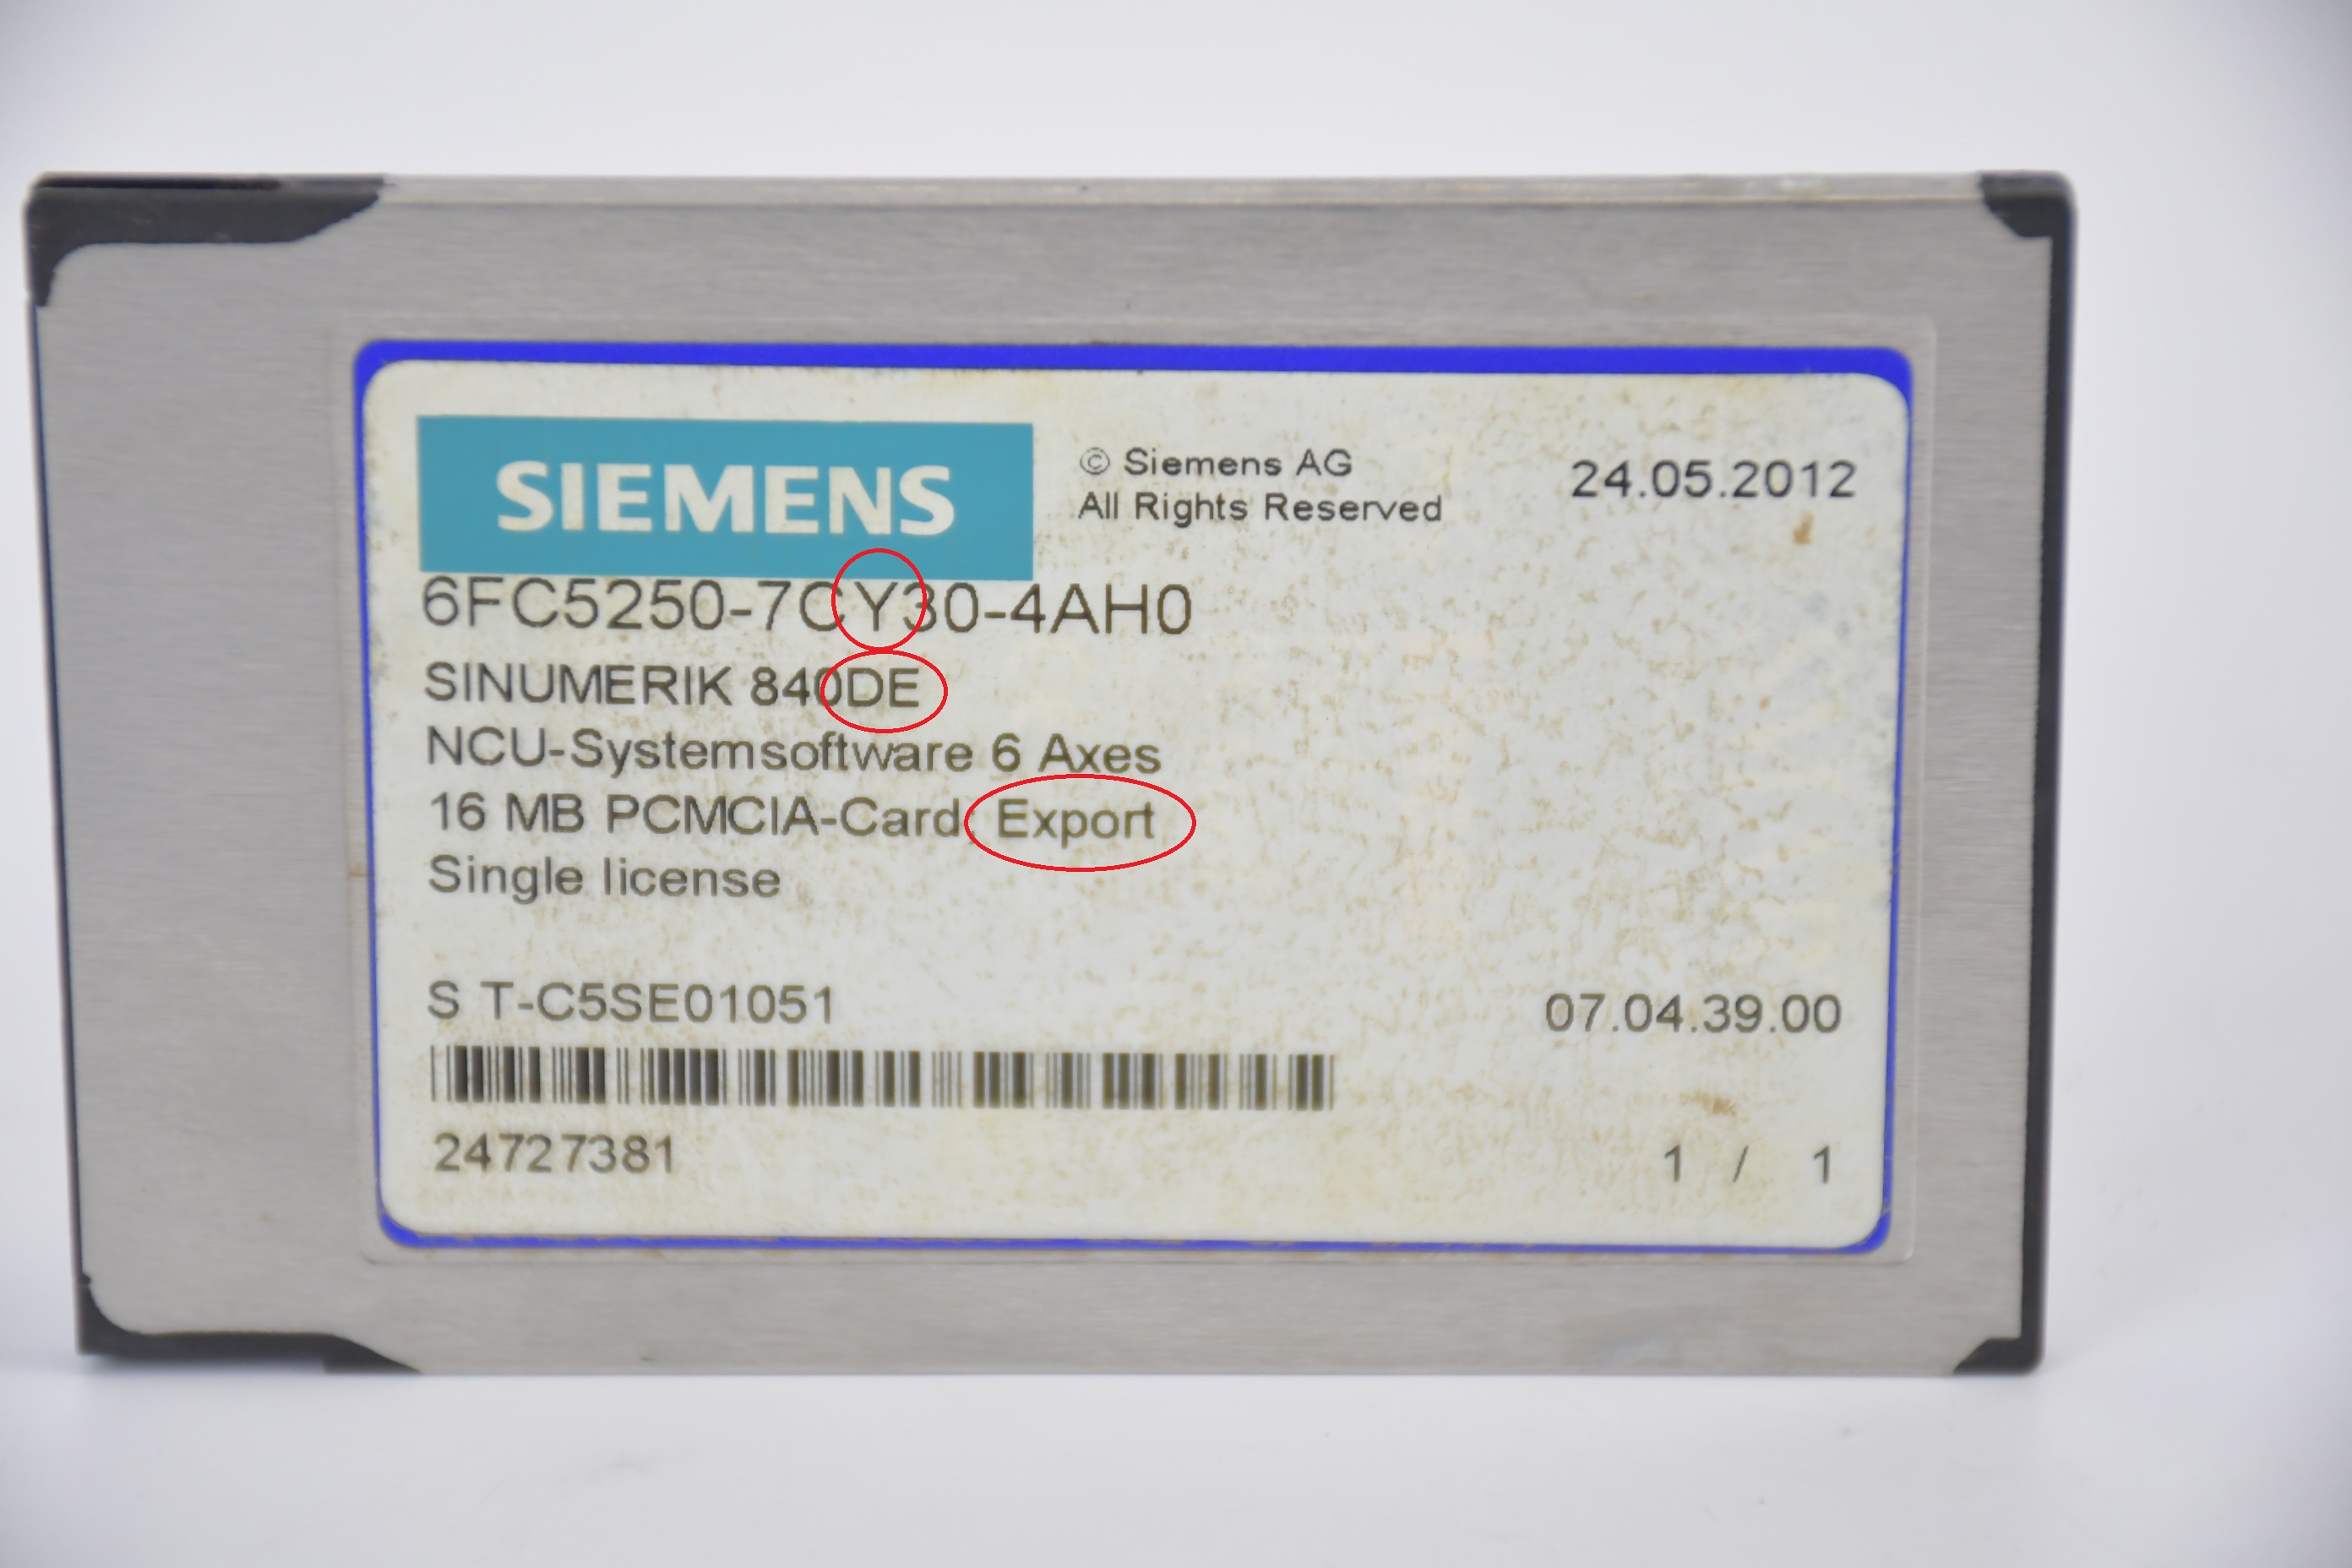 SIEMENS
© Siemens AG
All Rights Reserved
24.05.2012
6FC5250-7CY30-4AH0
SINUMERIK 840DE
NCU-Systemsoftware 6 Axes
16 MB PCMCIA-Card, Export
Single license
S T-C5SE01051
07.04.39.00
24727381
1 / 1